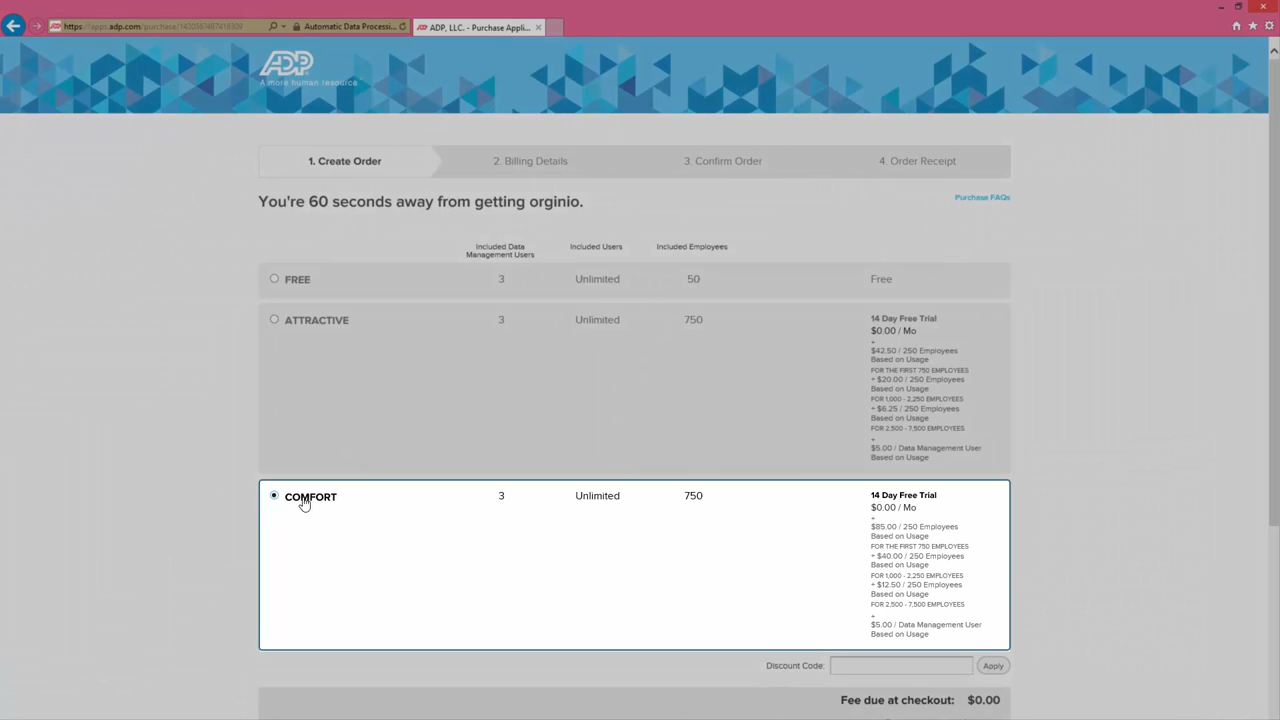 https://apps.adp.com/purchase/1420567487416309
Automatic Data Processi...
ADP, LLC. - Purchase Appli...
ADP
A more human resource.
1. Create Order
2. Billing Details
3. Confirm Order
4. Order Receipt
You're 60 seconds away from getting orginio.
Purchase FAQs
Included Data
Management Users
Included Users
Included Employees
FREE
3
Unlimited
50
Free
ATTRACTIVE
3
Unlimited
750
14 Day Free Trial
$0.00 / Mo
+
$42.50 / 250 Employees
Based on Usage
FOR THE FIRST 750 EMPLOYEES
+ $20.00 / 250 Employees
Based on Usage
FOR 1,000 - 2,250 EMPLOYEES
+ $6.25 / 250 Employees
Based on Usage
FOR 2,500 - 7,500 EMPLOYEES
+
$5.00 / Data Management User
Based on Usage
COMFORT
3
Unlimited
750
14 Day Free Trial
$0.00 / Mo
+
$85.00 / 250 Employees
Based on Usage
FOR THE FIRST 750 EMPLOYEES
+ $40.00 / 250 Employees
Based on Usage
FOR 1,000 - 2,250 EMPLOYEES
+ $12.50 / 250 Employees
Based on Usage
FOR 2,500 - 7,500 EMPLOYEES
+
$5.00 / Data Management User
Based on Usage
Discount Code:
Apply
Fee due at checkout: $0.00